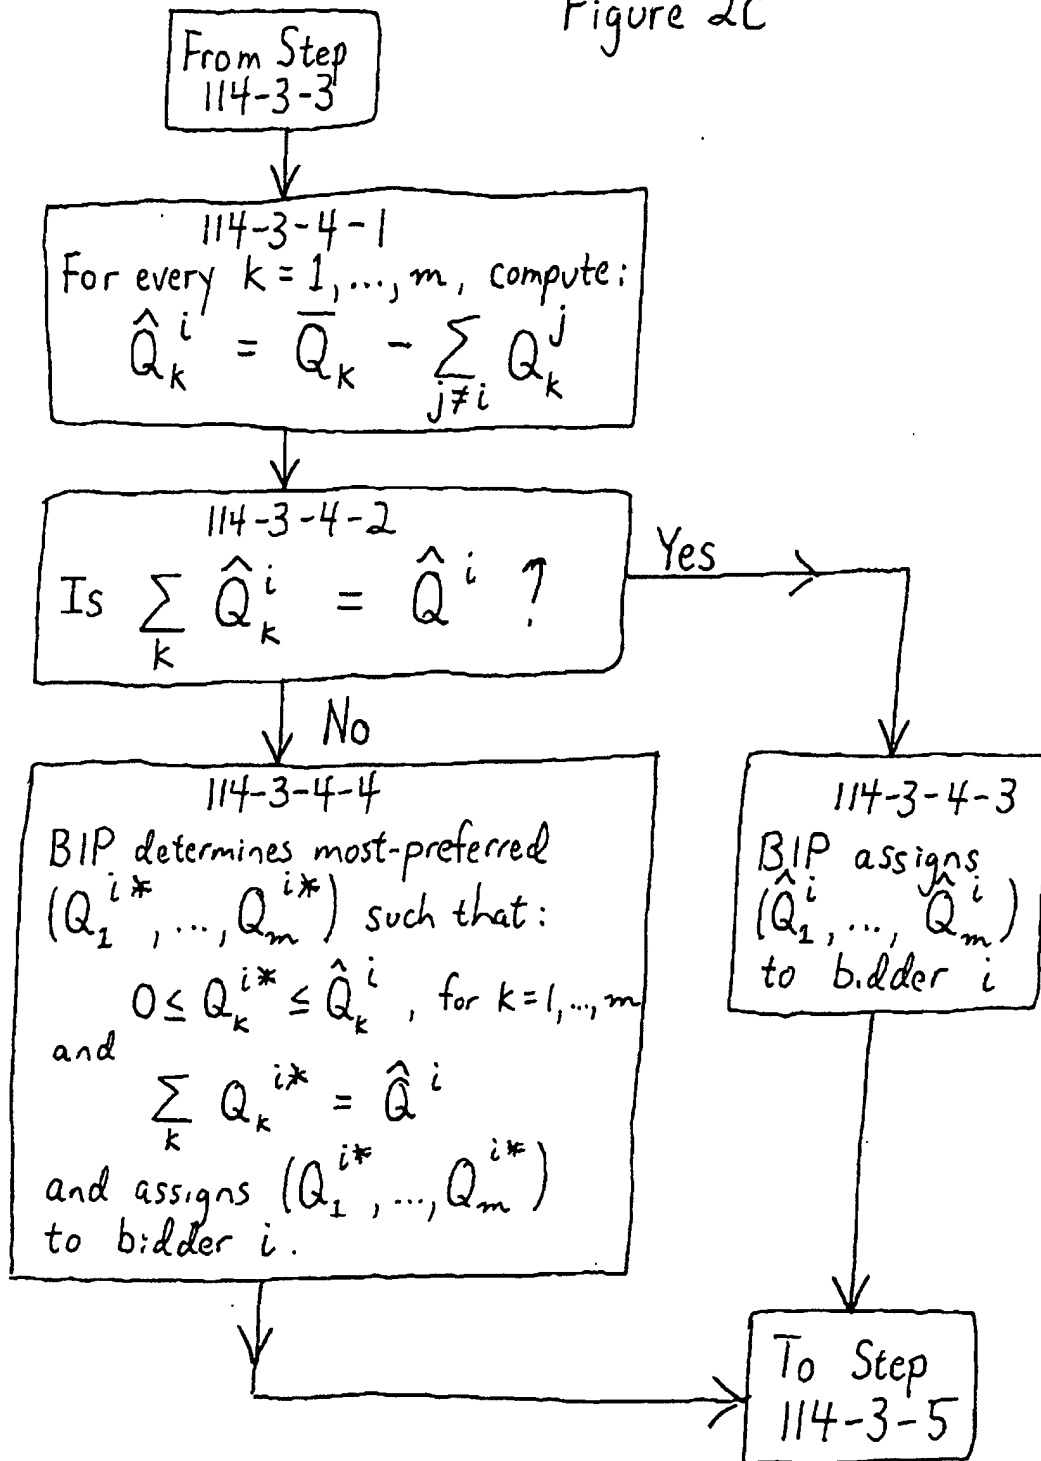 Figure 2C
From Step
114-3-3
114-3-4-1
For every k = 1, ..., m, compute:
Q̂_k^i = Q̅_k - ∑_{j≠i} Q_k^j
114-3-4-2
Is ∑_k Q̂_k^i = Q̂^i ?
Yes
No
114-3-4-4
BIP determines most-preferred
(Q_1^{i*}, ..., Q_m^{i*}) such that:
0 ≤ Q_k^{i*} ≤ Q̂_k^i , for k=1, ..., m
and
∑_k Q_k^{i*} = Q̂^i
and assigns (Q_1^{i*}, ..., Q_m^{i*})
to bidder i.
114-3-4-3
BIP assigns
(Q̂_1^i, ..., Q̂_m^i)
to bidder i
To Step
114-3-5